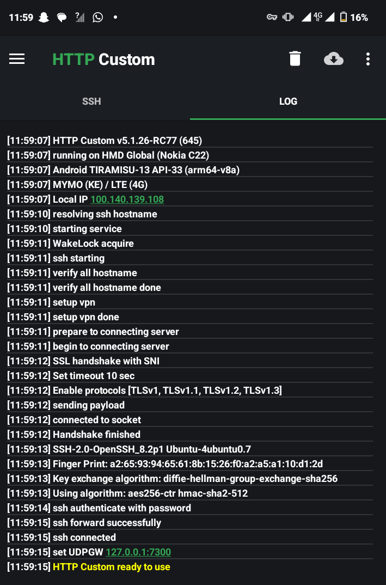 11:59
4G
16%
HTTP Custom
SSH
LOG
[11:59:07] HTTP Custom v5.1.26-RC77 (645)
[11:59:07] running on HMD Global (Nokia C22)
[11:59:07] Android TIRAMISU-13 API-33 (arm64-v8a)
[11:59:07] MYMO (KE) / LTE (4G)
[11:59:07] Local IP 100.140.139.108
[11:59:10] resolving ssh hostname
[11:59:10] starting service
[11:59:11] WakeLock acquire
[11:59:11] ssh starting
[11:59:11] verify all hostname
[11:59:11] verify all hostname done
[11:59:11] setup vpn
[11:59:11] setup vpn done
[11:59:11] prepare to connecting server
[11:59:11] begin to connecting server
[11:59:12] SSL handshake with SNI
[11:59:12] Set timeout 10 sec
[11:59:12] Enable protocols [TLSv1, TLSv1.1, TLSv1.2, TLSv1.3]
[11:59:12] sending payload
[11:59:12] connected to socket
[11:59:12] Handshake finished
[11:59:13] SSH-2.0-OpenSSH_8.2p1 Ubuntu-4ubuntu0.7
[11:59:13] Finger Print: a2:65:93:94:65:61:8b:15:26:f0:a2:a5:a1:10:d1:2d
[11:59:13] Key exchange algorithm: diffie-hellman-group-exchange-sha256
[11:59:13] Using algorithm: aes256-ctr hmac-sha2-512
[11:59:14] ssh authenticate with password
[11:59:15] ssh forward successfully
[11:59:15] ssh connected
[11:59:15] set UDPGW 127.0.0.1:7300
[11:59:15] HTTP Custom ready to use